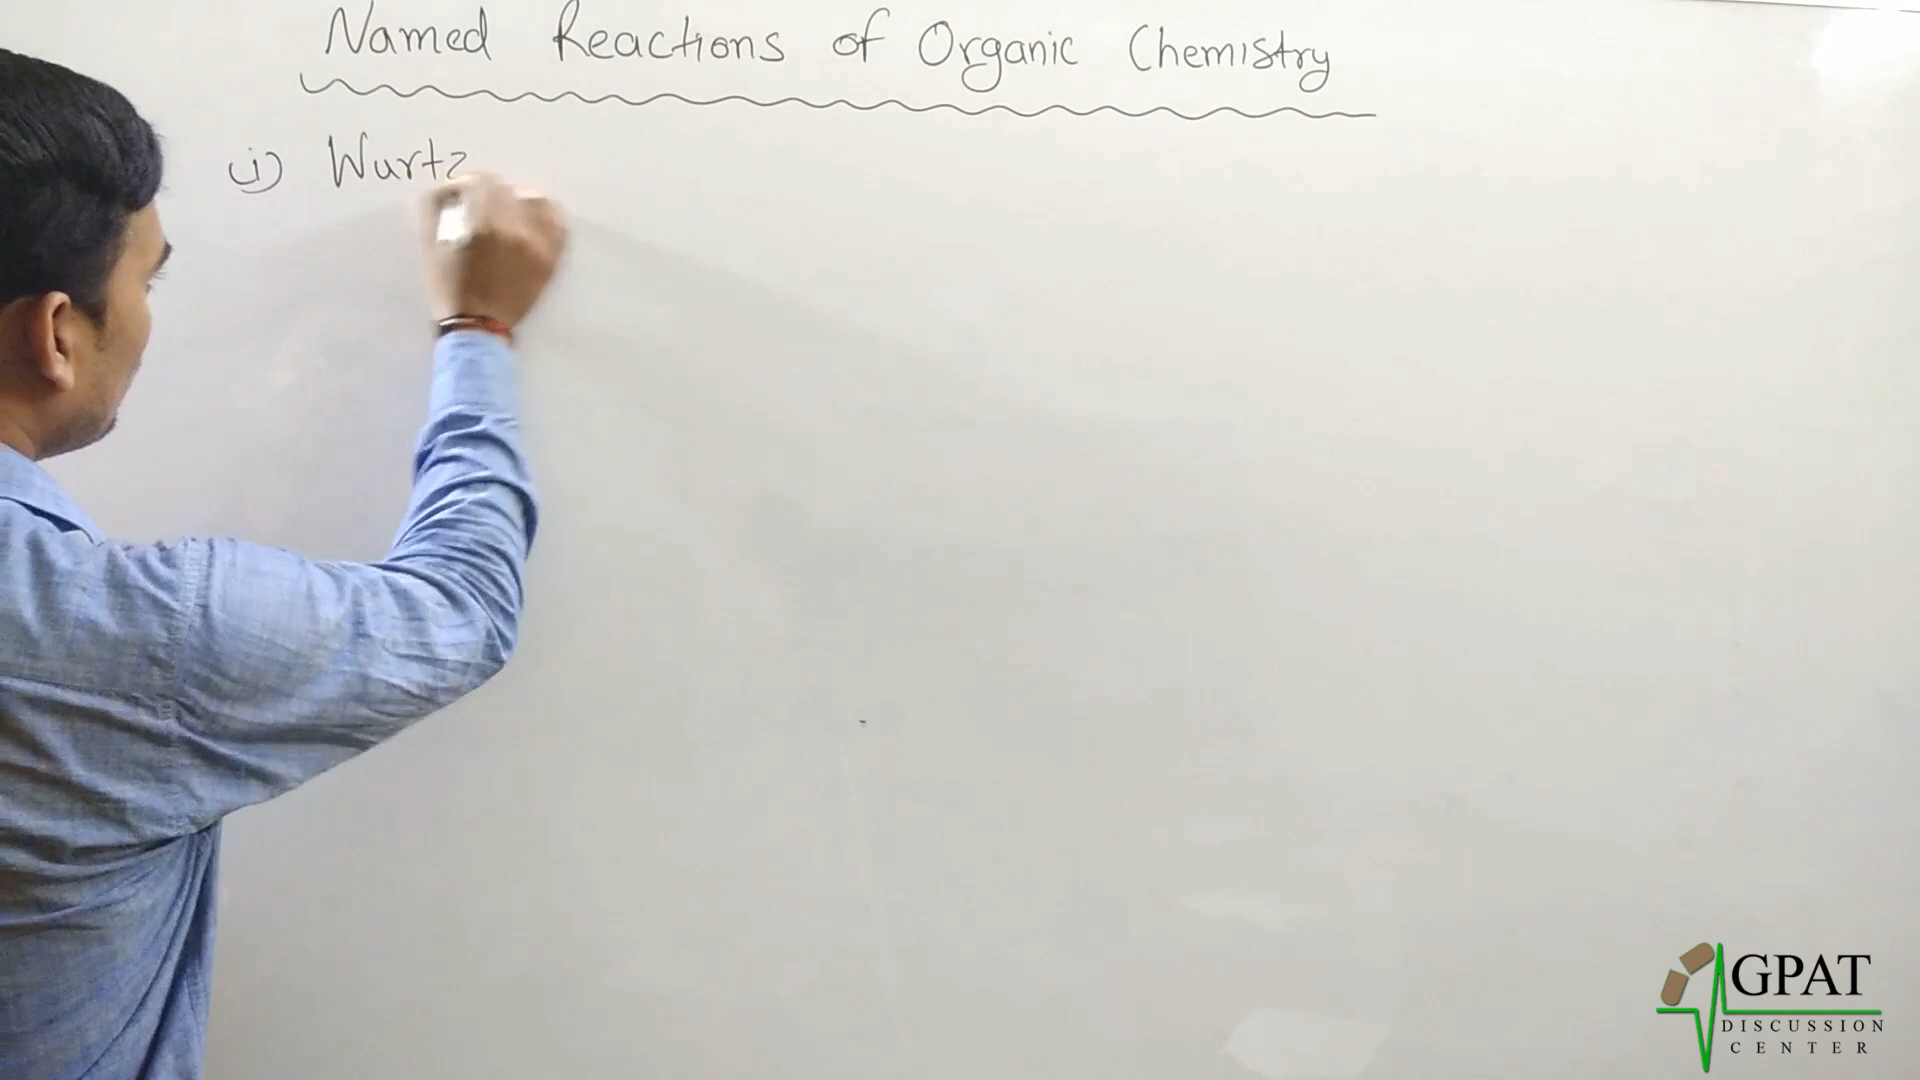 Named Reactions of Organic Chemistry
(i) Wurtz
GPAT
DISCUSSION
CENTER